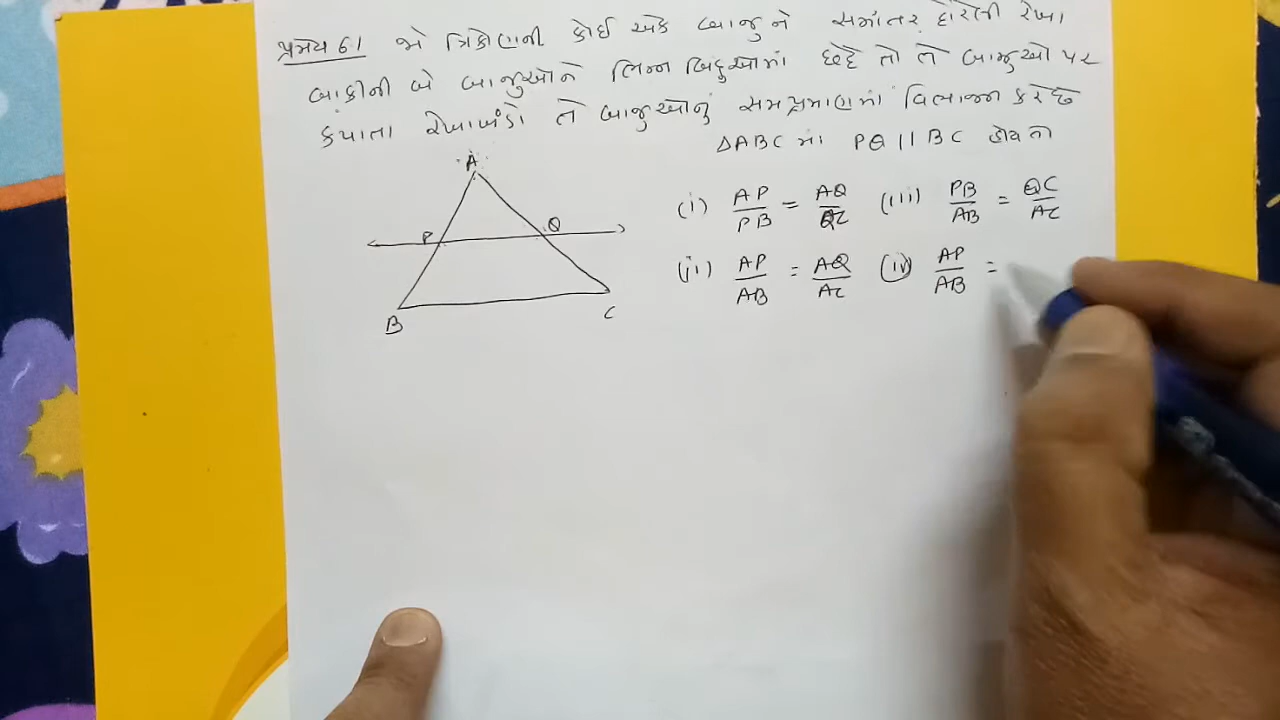 પ્રમેય 6.1 જો ત્રિકોણની કોઈ એક બાજુને સમાંતર દોરેલી રેખા
બાકીની બે બાજુઓને ભિન્ન બિંદુઓમાં છેદે તો તે બાજુઓ પર
કપાતા રેખાખંડો તે બાજુઓનું સમપ્રમાણમાં વિભાજન કરે છે
ΔABC માં PQ || BC હોય તો
A
P
Q
B
C
(i) AP/PB = AQ/QC (iii) PB/AB = QC/AC
(ii) AP/AB = AQ/AC (iv) AP/AB =